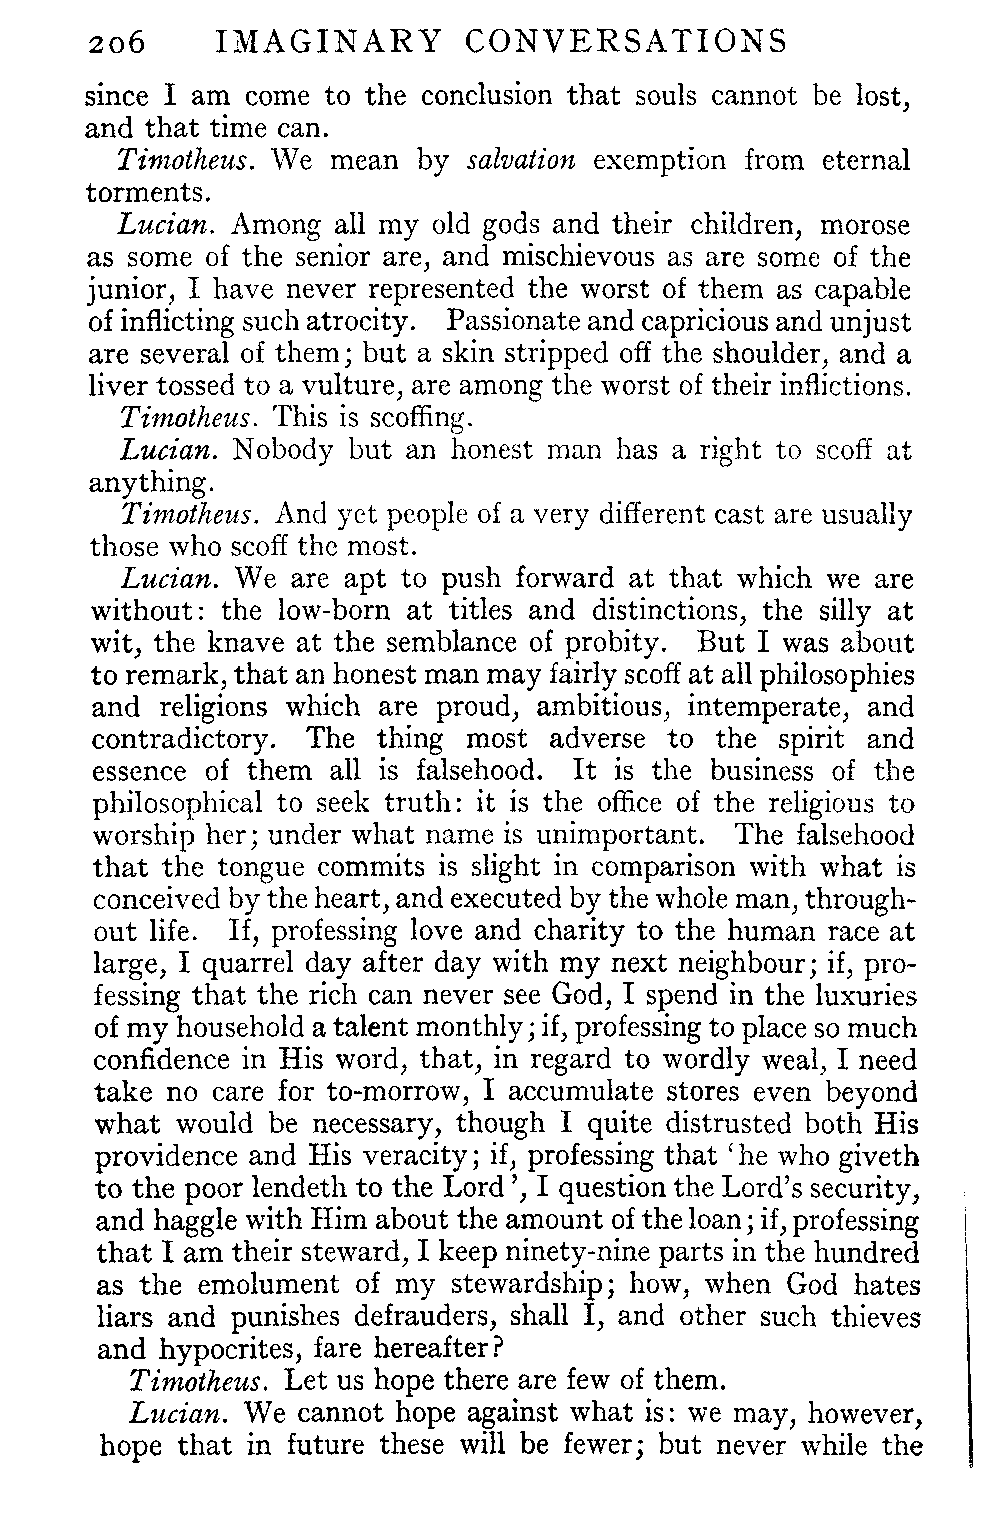 206 IMAGINARY CONVERSATIONS
since I am come to the conclusion that souls cannot be lost,
and that time can.
Timotheus. We mean by salvation exemption from eternal
torments.
Lucian. Among all my old gods and their children, morose
as some of the senior are, and mischievous as are some of the
junior, I have never represented the worst of them as capable
of inflicting such atrocity. Passionate and capricious and unjust
are several of them; but a skin stripped off the shoulder, and a
liver tossed to a vulture, are among the worst of their inflictions.
Timotheus. This is scoffing.
Lucian. Nobody but an honest man has a right to scoff at
anything.
Timotheus. And yet people of a very different cast are usually
those who scoff the most.
Lucian. We are apt to push forward at that which we are
without: the low-born at titles and distinctions, the silly at
wit, the knave at the semblance of probity. But I was about
to remark, that an honest man may fairly scoff at all philosophies
and religions which are proud, ambitious, intemperate, and
contradictory. The thing most adverse to the spirit and
essence of them all is falsehood. It is the business of the
philosophical to seek truth: it is the office of the religious to
worship her; under what name is unimportant. The falsehood
that the tongue commits is slight in comparison with what is
conceived by the heart, and executed by the whole man, through-
out life. If, professing love and charity to the human race at
large, I quarrel day after day with my next neighbour; if, pro-
fessing that the rich can never see God, I spend in the luxuries
of my household a talent monthly; if, professing to place so much
confidence in His word, that, in regard to wordly weal, I need
take no care for to-morrow, I accumulate stores even beyond
what would be necessary, though I quite distrusted both His
providence and His veracity; if, professing that ‘he who giveth
to the poor lendeth to the Lord’, I question the Lord's security,
and haggle with Him about the amount of the loan; if, professing
that I am their steward, I keep ninety-nine parts in the hundred
as the emolument of my stewardship; how, when God hates
liars and punishes defrauders, shall I, and other such thieves
and hypocrites, fare hereafter?
Timotheus. Let us hope there are few of them.
Lucian. We cannot hope against what is: we may, however,
hope that in future these will be fewer; but never while the